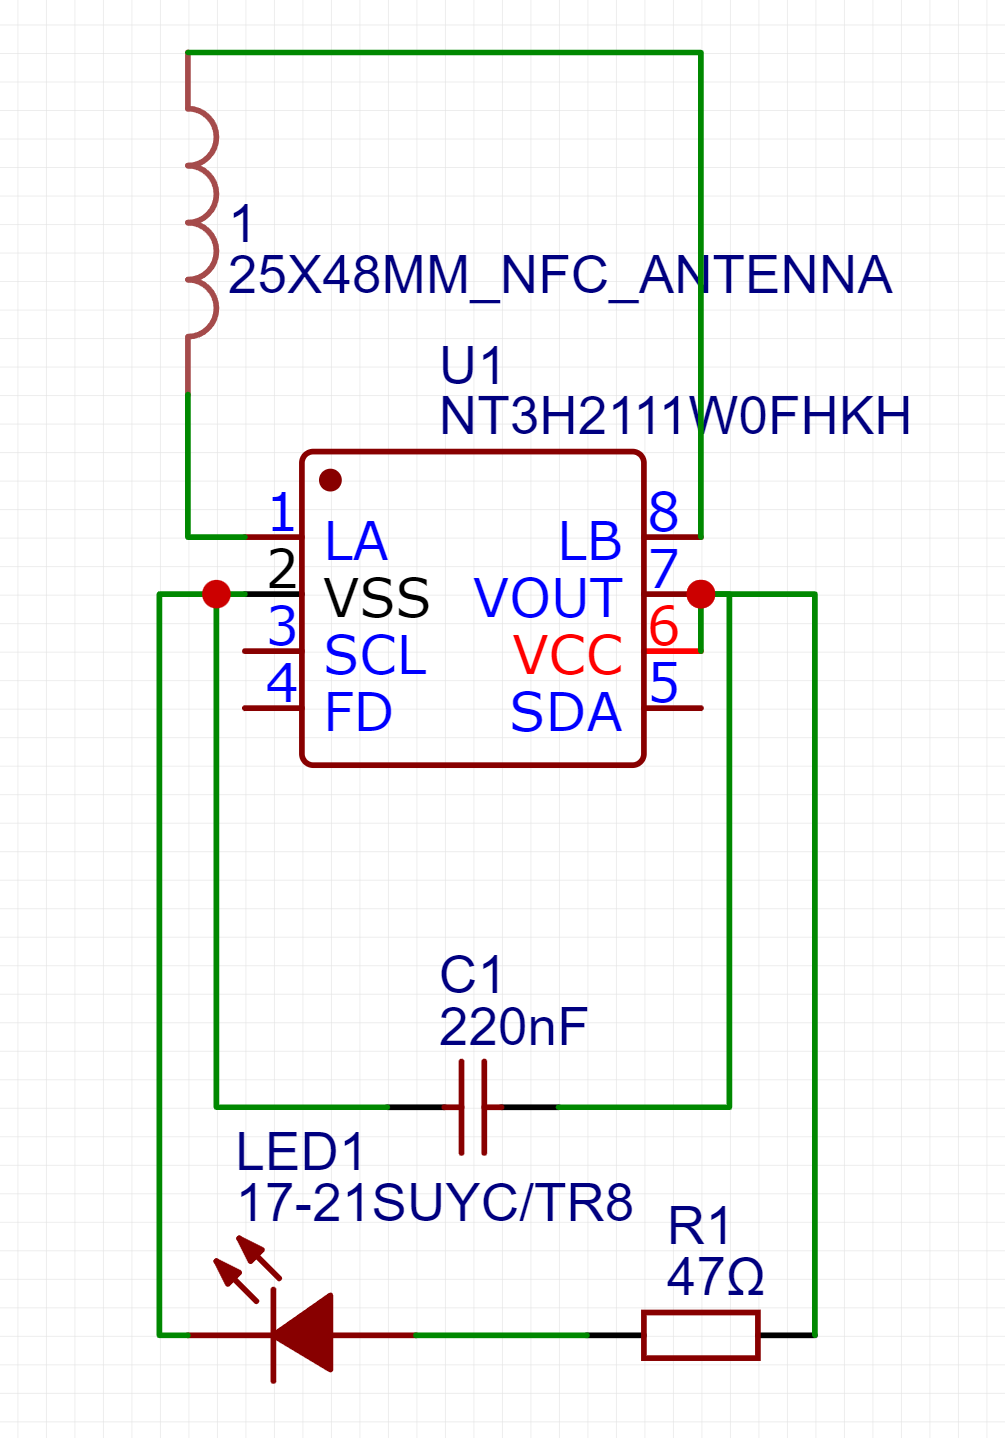 1
25X48MM_NFC_ANTENNA
U1
NT3H2111W0FHKH
1 8
LA LB
2 7
VSS VOUT
3 6
SCL VCC
4 5
FD SDA
C1
220nF
LED1
17-21SUYC/TR8
R1
47Ω